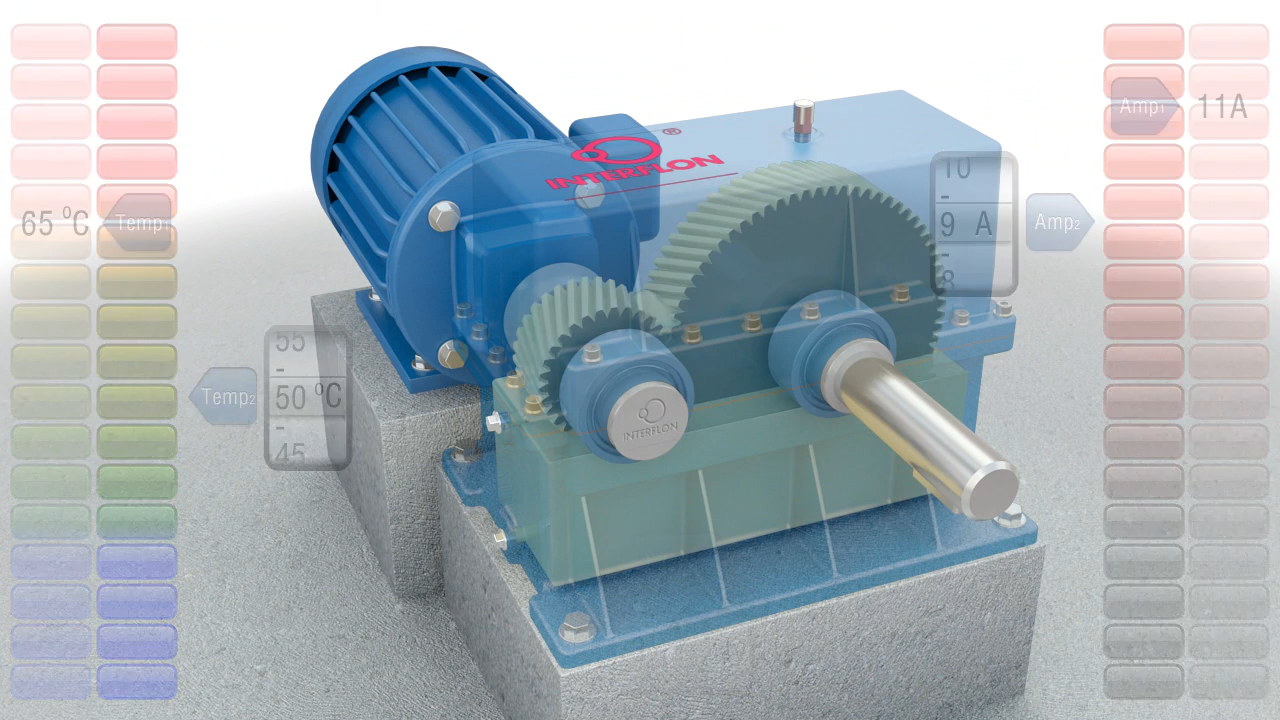 INTERFLON ®
65 °C
Temp1
55
-
50 °C
-
45
Temp2
INTERFLON
10
-
9 A
-
8
Amp2
Amp1
11A